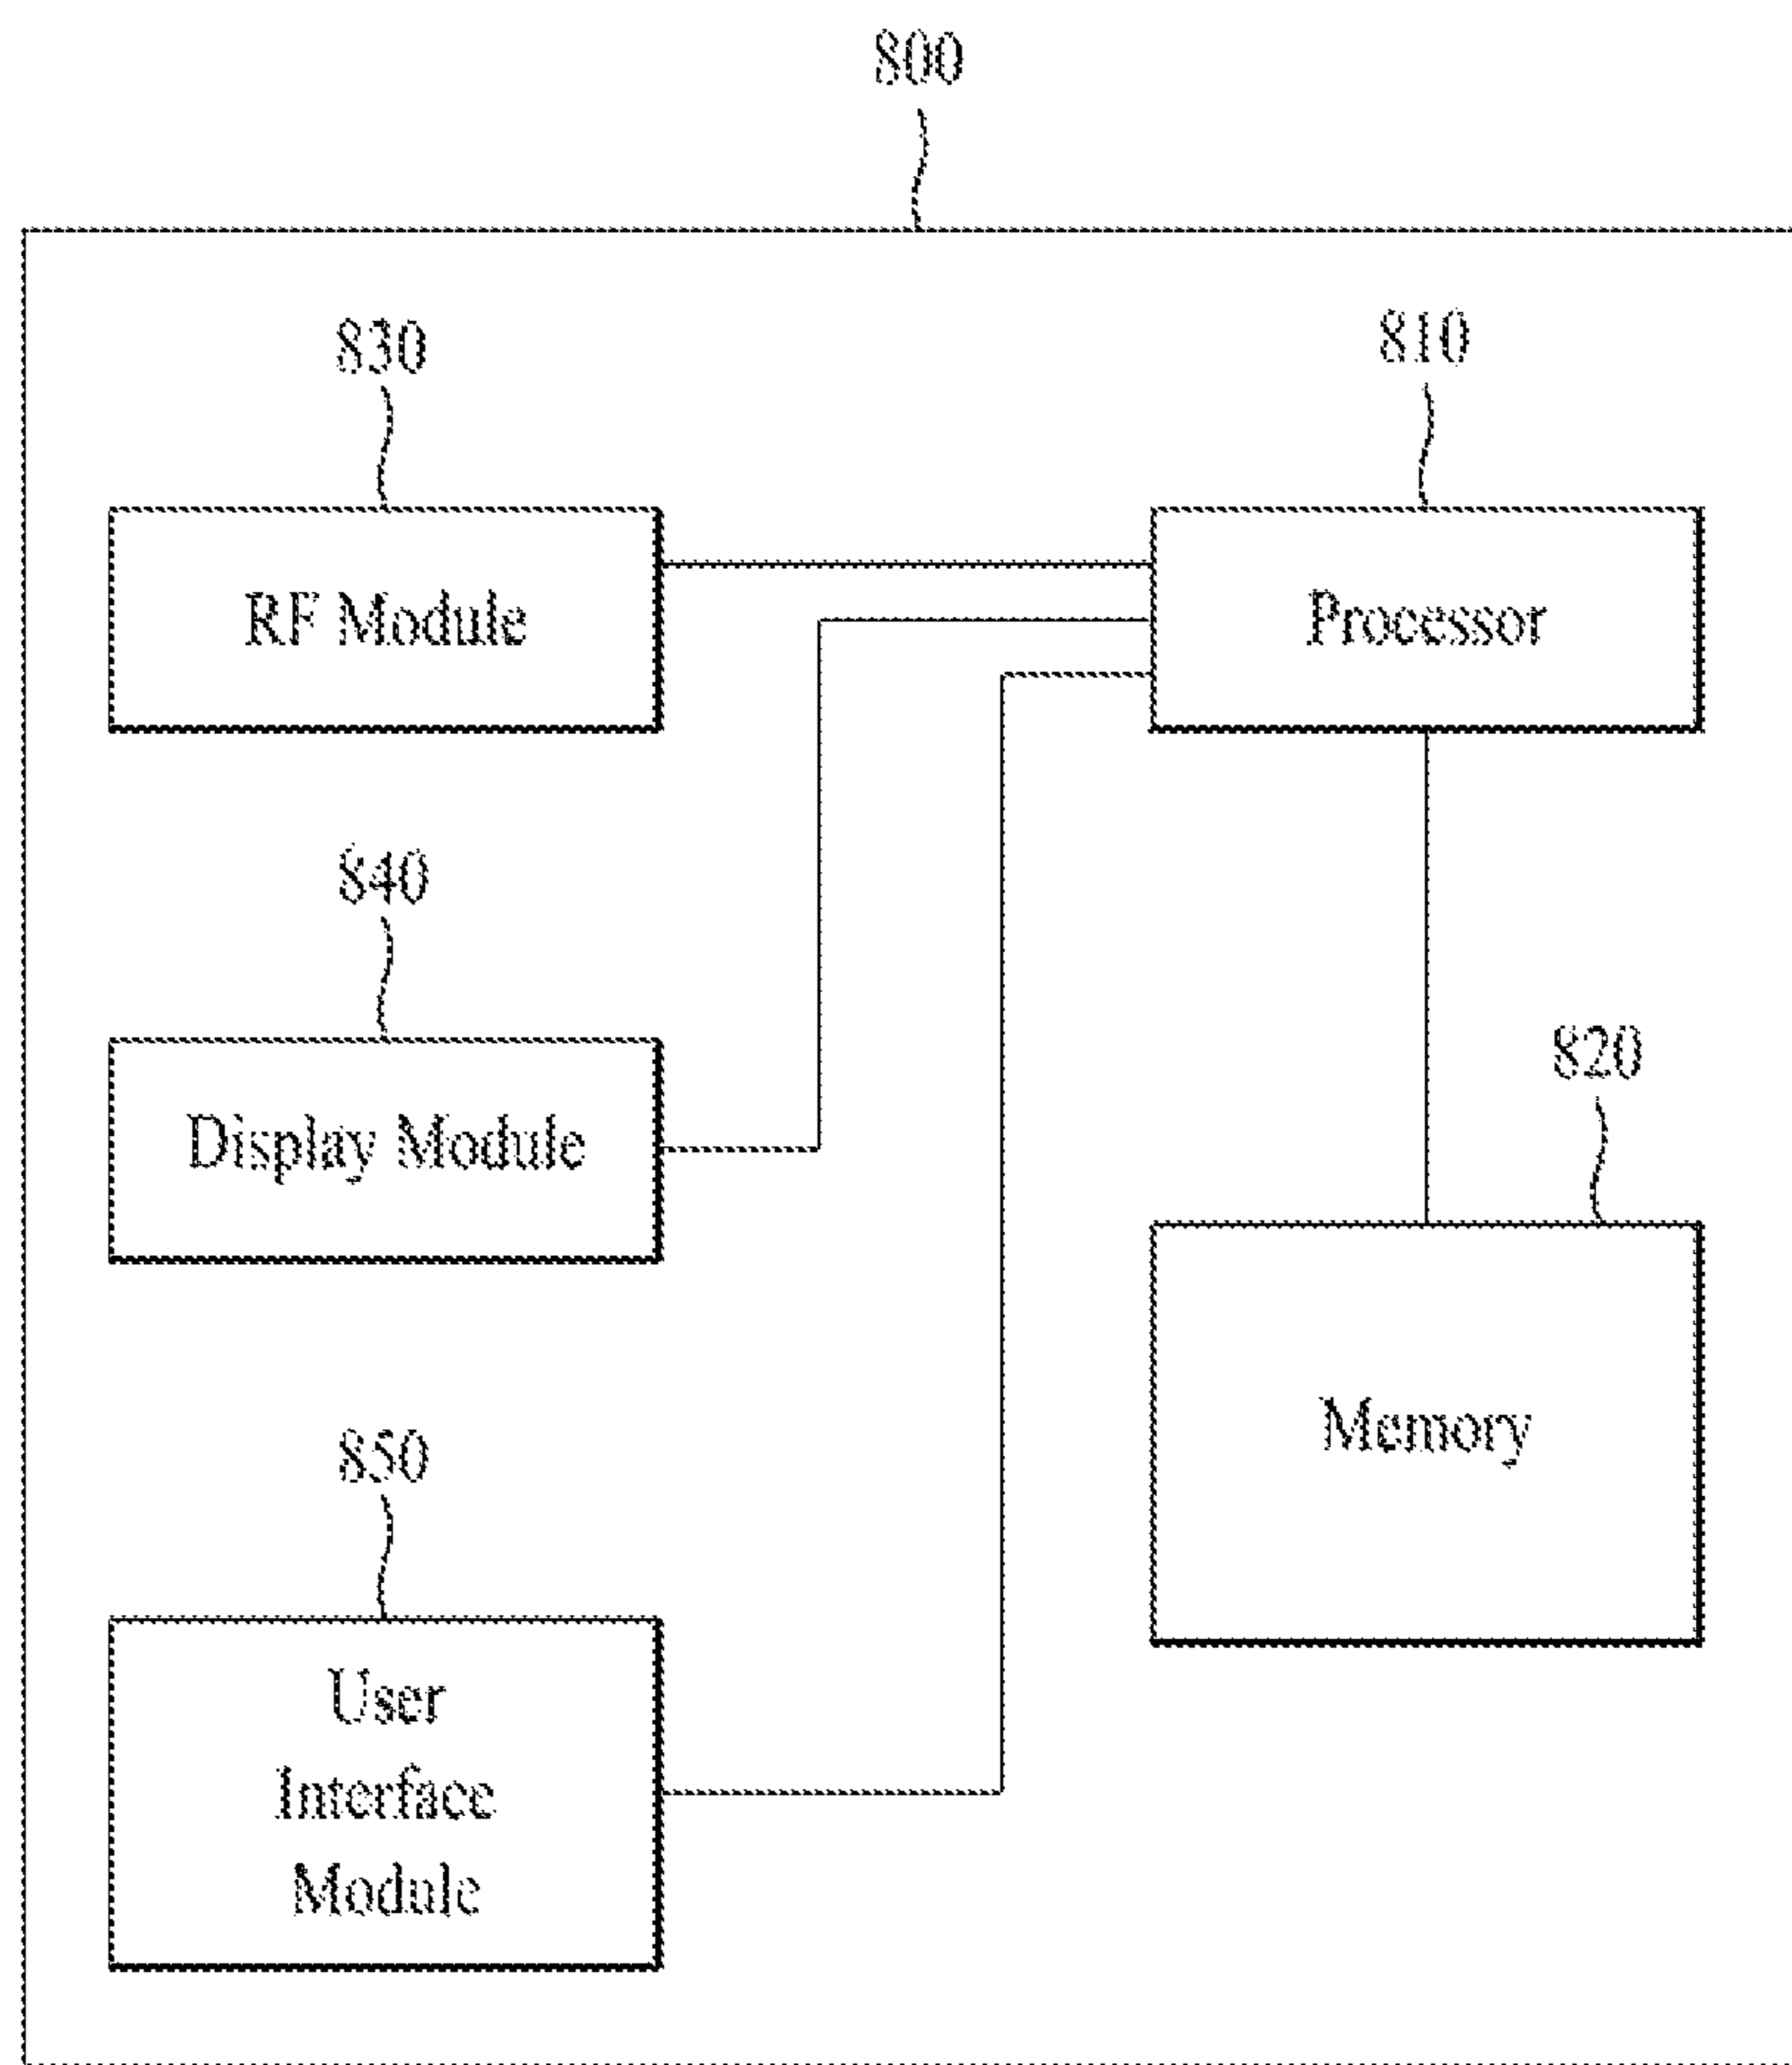 800
830
810
RF Module
Processor
840
820
Display Module
Memory
850
User
Interface
Module